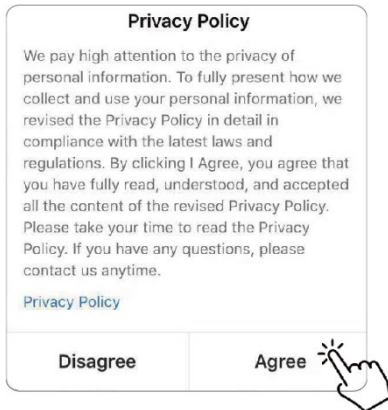 Privacy Policy
We pay high attention to the privacy of
personal information. To fully present how we
collect and use your personal information, we
revised the Privacy Policy in detail in
compliance with the latest laws and
regulations. By clicking I Agree, you agree that
you have fully read, understood, and accepted
all the content of the revised Privacy Policy.
Please take your time to read the Privacy
Policy. If you have any questions, please
contact us anytime.
Privacy Policy
Disagree
Agree